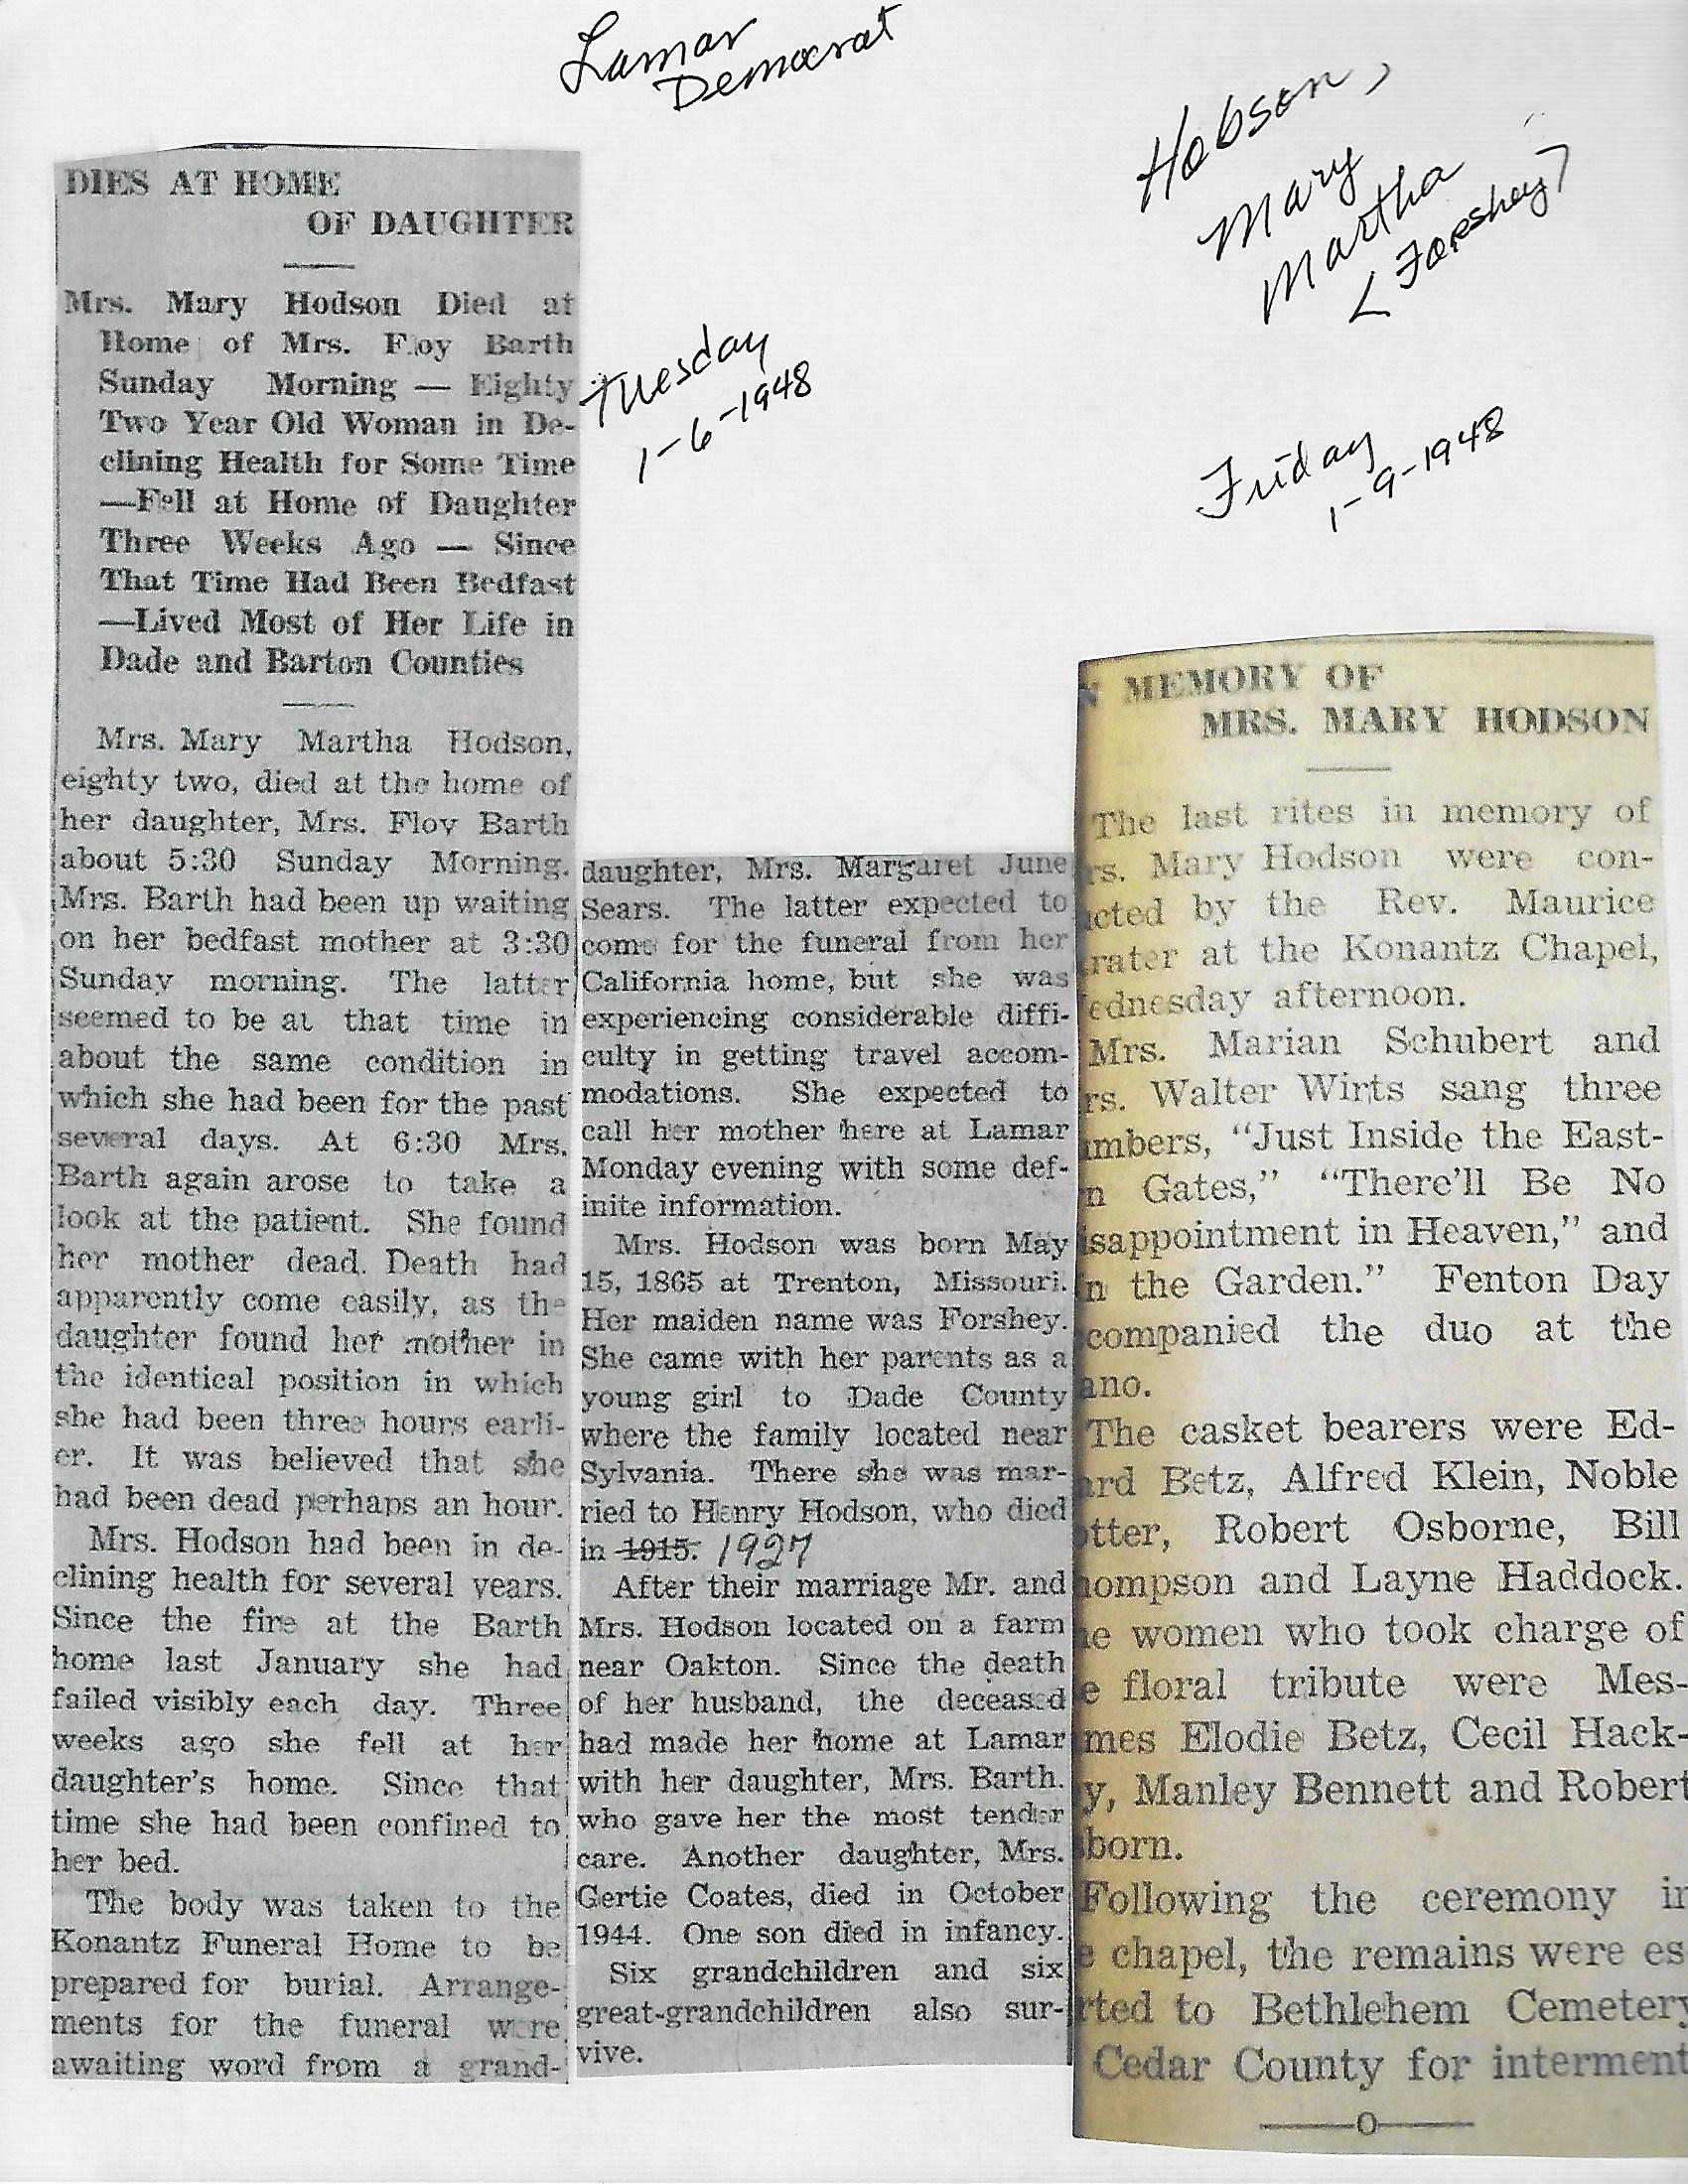 Lamar
Democrat
Hobson,
Mary
Martha
< Forshey >
Tuesday
1-6-1948
Friday
1-9-1948
DIES AT HOME
OF DAUGHTER
Mrs. Mary Hodson Died at
Home of Mrs. Floy Barth
Sunday Morning — Eighty
Two Year Old Woman in De-
clining Health for Some Time
—Fell at Home of Daughter
Three Weeks Ago — Since
That Time Had Been Bedfast
—Lived Most of Her Life in
Dade and Barton Counties
Mrs. Mary Martha Hodson,
eighty two, died at the home of
her daughter, Mrs. Floy Barth
about 5:30 Sunday Morning.
Mrs. Barth had been up waiting
on her bedfast mother at 3:30
Sunday morning. The latter
seemed to be at that time in
about the same condition in
which she had been for the past
several days. At 6:30 Mrs.
Barth again arose to take a
look at the patient. She found
her mother dead. Death had
apparently come easily, as the
daughter found her mother in
the identical position in which
she had been three hours earli-
er. It was believed that she
had been dead perhaps an hour.
Mrs. Hodson had been in de-
clining health for several years.
Since the fire at the Barth
home last January she had
failed visibly each day. Three
weeks ago she fell at her
daughter's home. Since that
time she had been confined to
her bed.
The body was taken to the
Konantz Funeral Home to be
prepared for burial. Arrange-
ments for the funeral were
awaiting word from a grand-
daughter, Mrs. Margaret June
Sears. The latter expected to
come for the funeral from her
California home, but she was
experiencing considerable diffi-
culty in getting travel accom-
modations. She expected to
call her mother here at Lamar
Monday evening with some def-
inite information.
Mrs. Hodson was born May
15, 1865 at Trenton, Missouri.
Her maiden name was Forshey.
She came with her parents as a
young girl to Dade County
where the family located near
Sylvania. There she was mar-
ried to Henry Hodson, who died
in 1915. 1927
After their marriage Mr. and
Mrs. Hodson located on a farm
near Oakton. Since the death
of her husband, the deceased
had made her home at Lamar
with her daughter, Mrs. Barth.
who gave her the most tender
care. Another daughter, Mrs.
Gertie Coates, died in October
1944. One son died in infancy.
Six grandchildren and six
great-grandchildren also sur-
vive.
N MEMORY OF
MRS. MARY HODSON
The last rites in memory of
rs. Mary Hodson were con-
ucted by the Rev. Maurice
rater at the Konantz Chapel,
ednesday afternoon.
Mrs. Marian Schubert and
rs. Walter Wirts sang three
umbers, "Just Inside the East-
n Gates," "There'll Be No
isappointment in Heaven," and
n the Garden." Fenton Day
companied the duo at the
ano.
The casket bearers were Ed-
ard Betz, Alfred Klein, Noble
otter, Robert Osborne, Bill
hompson and Layne Haddock.
he women who took charge of
e floral tribute were Mes-
mes Elodie Betz, Cecil Hack-
y, Manley Bennett and Robert
born.
Following the ceremony in
e chapel, the remains were es-
rted to Bethlehem Cemetery
Cedar County for interment
—o—